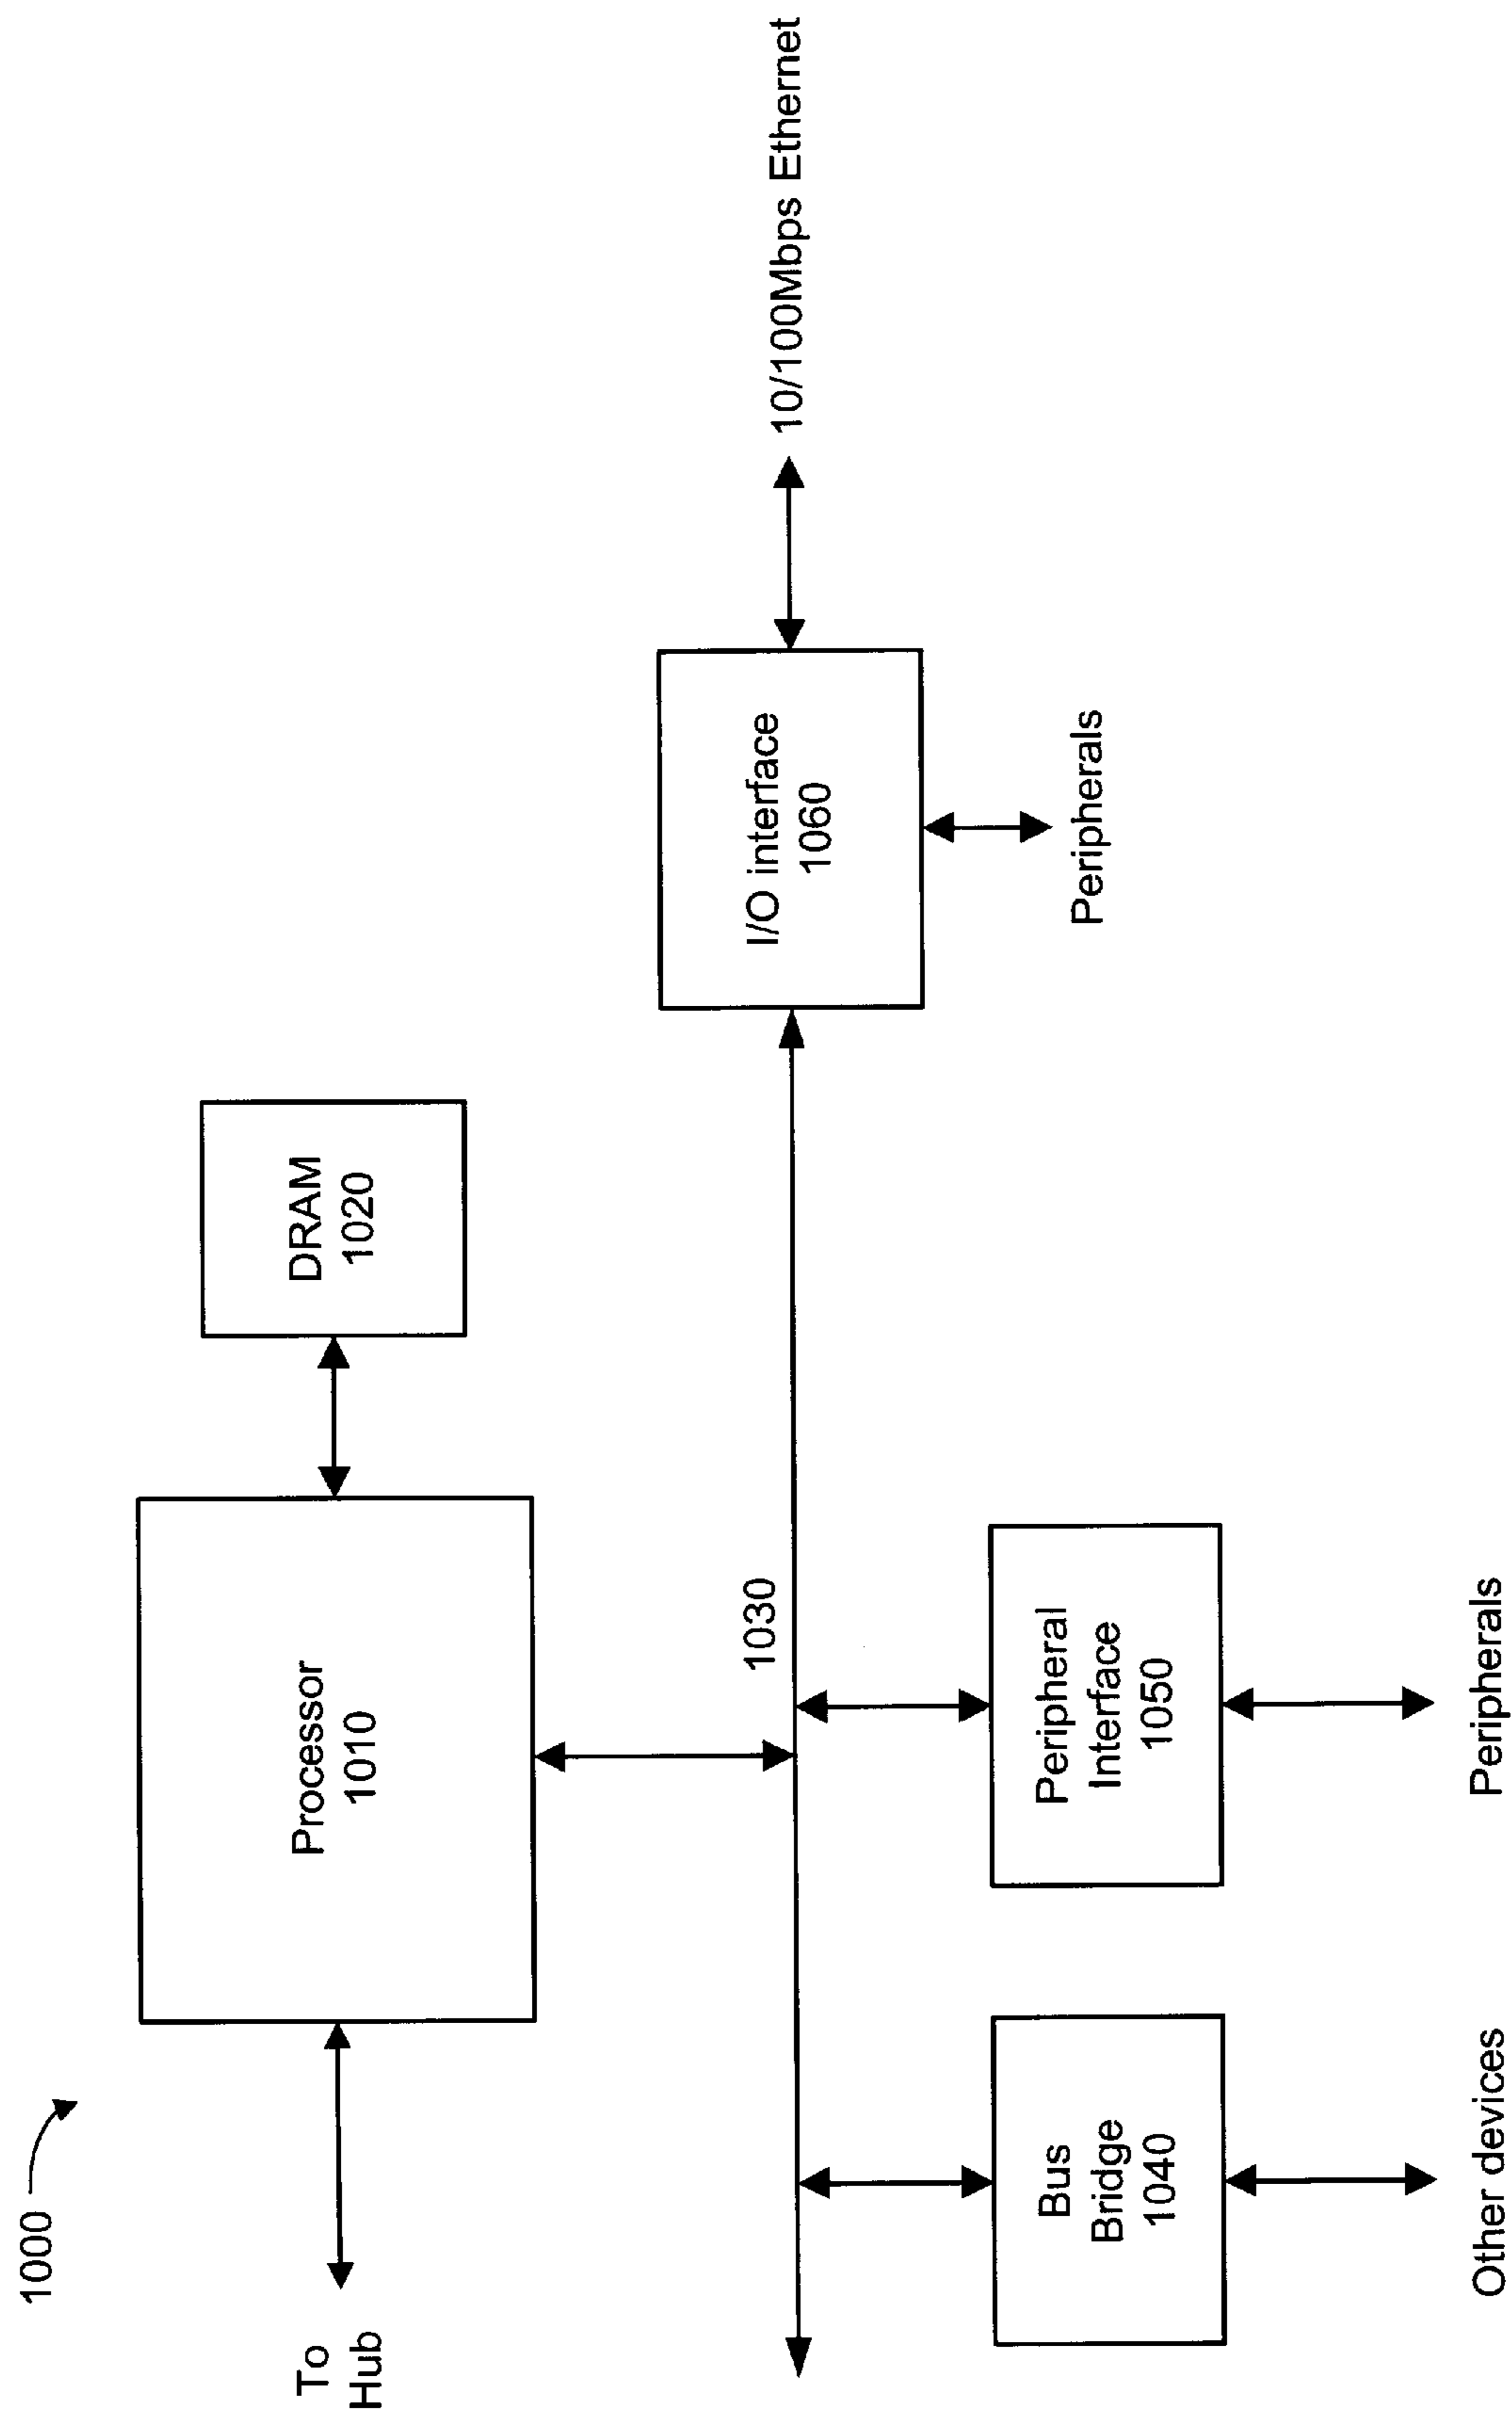 1000
To
Hub
Processor
1010
DRAM
1020
1030
I/O interface
1060
10/100Mbps Ethernet
Peripherals
Bus
Bridge
1040
Peripheral
Interface
1050
Other devices
Peripherals